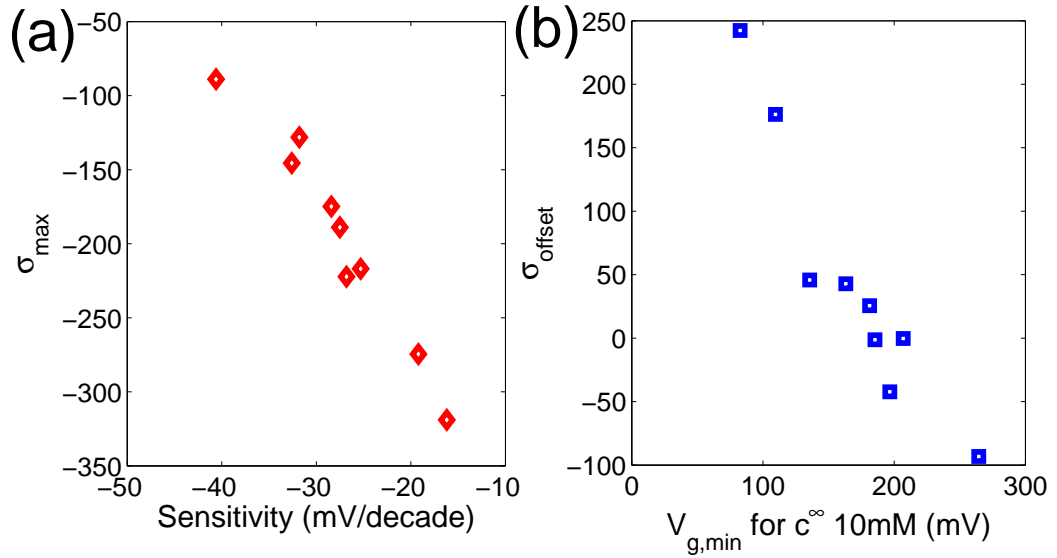 (a)
−50
−100
−150
−200
−250
−300
−350
σmax
−50 −40 −30 −20 −10
Sensitivity (mV/decade)
(b)
250
200
150
100
50
0
−50
−100
σoffset
0 100 200 300
Vg,min for c∞ 10mM (mV)